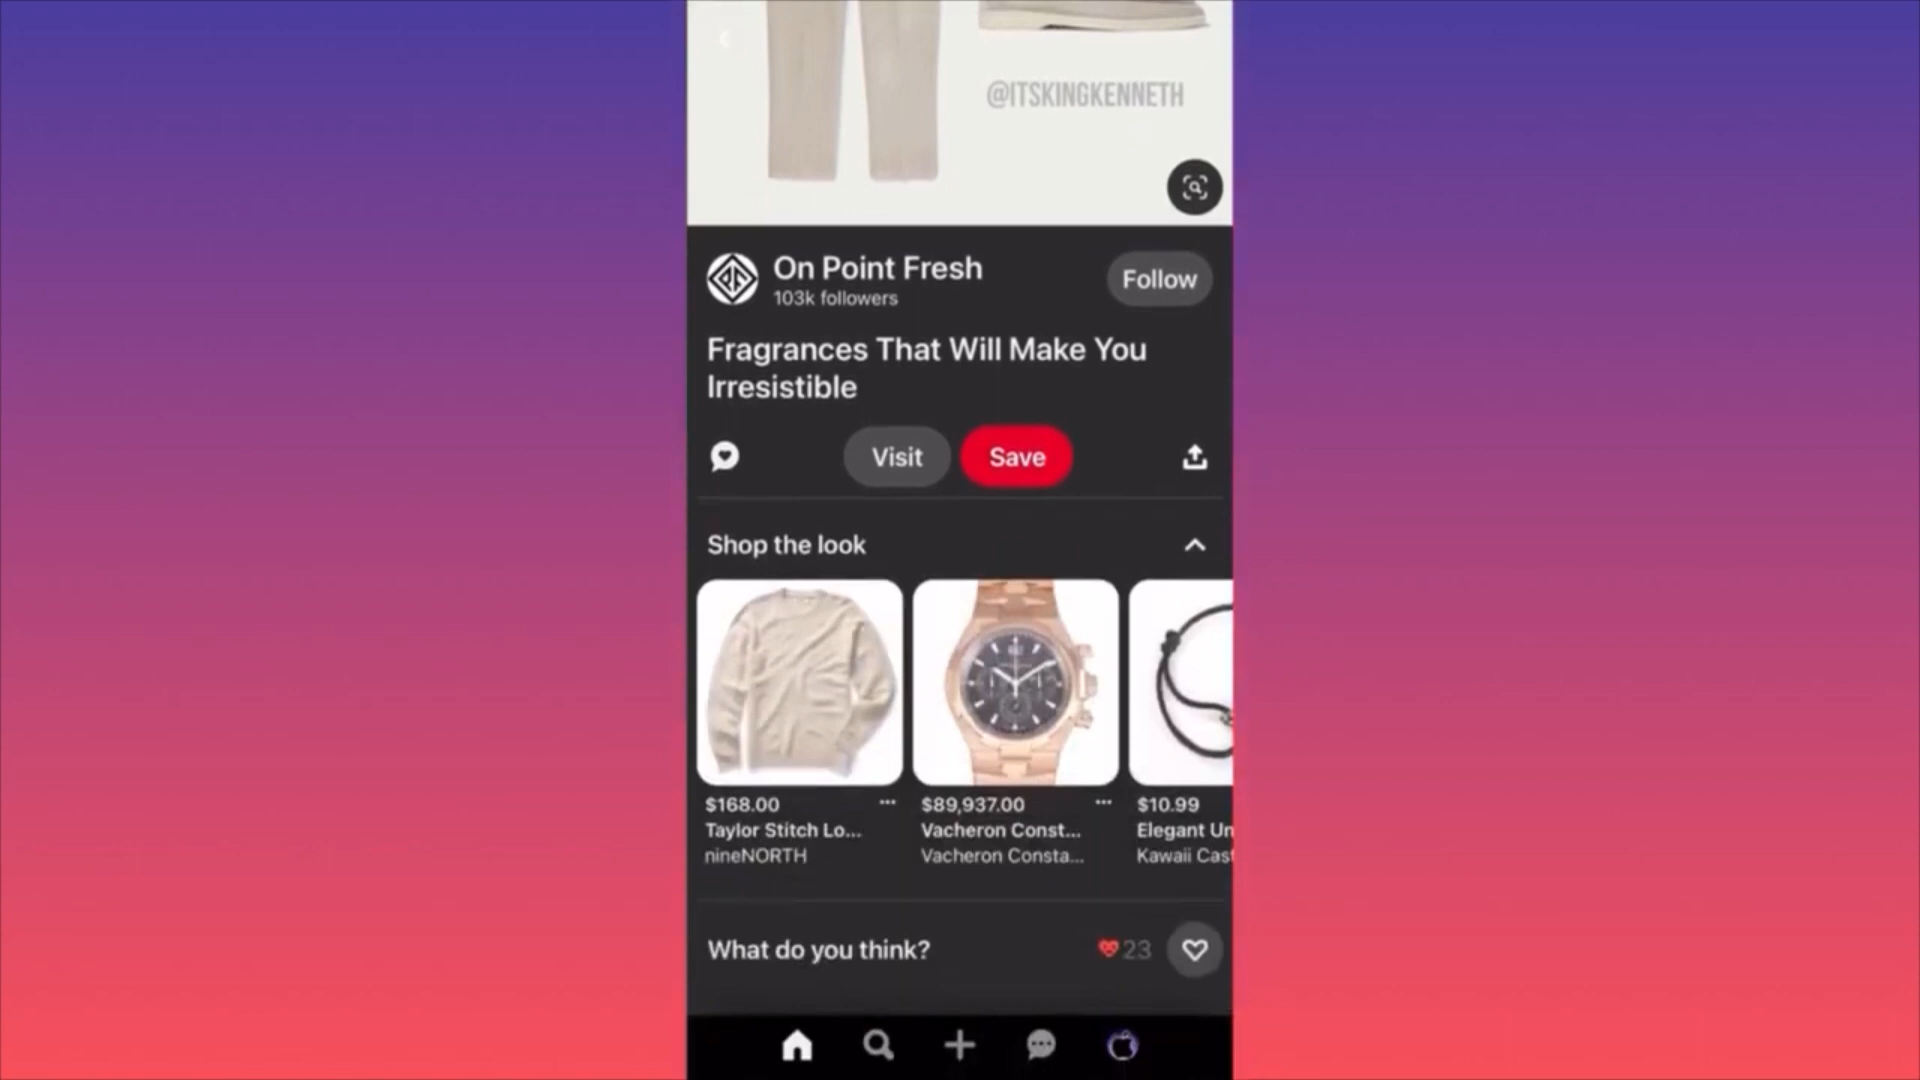 @ITSKINGKENNETH
On Point Fresh
103k followers
Follow
Fragrances That Will Make You
Irresistible
Visit
Save
Shop the look
$168.00
Taylor Stitch Lo...
nineNORTH
$89,937.00
Vacheron Const...
Vacheron Consta...
$10.99
Elegant Un
Kawaii Cast
What do you think?
23